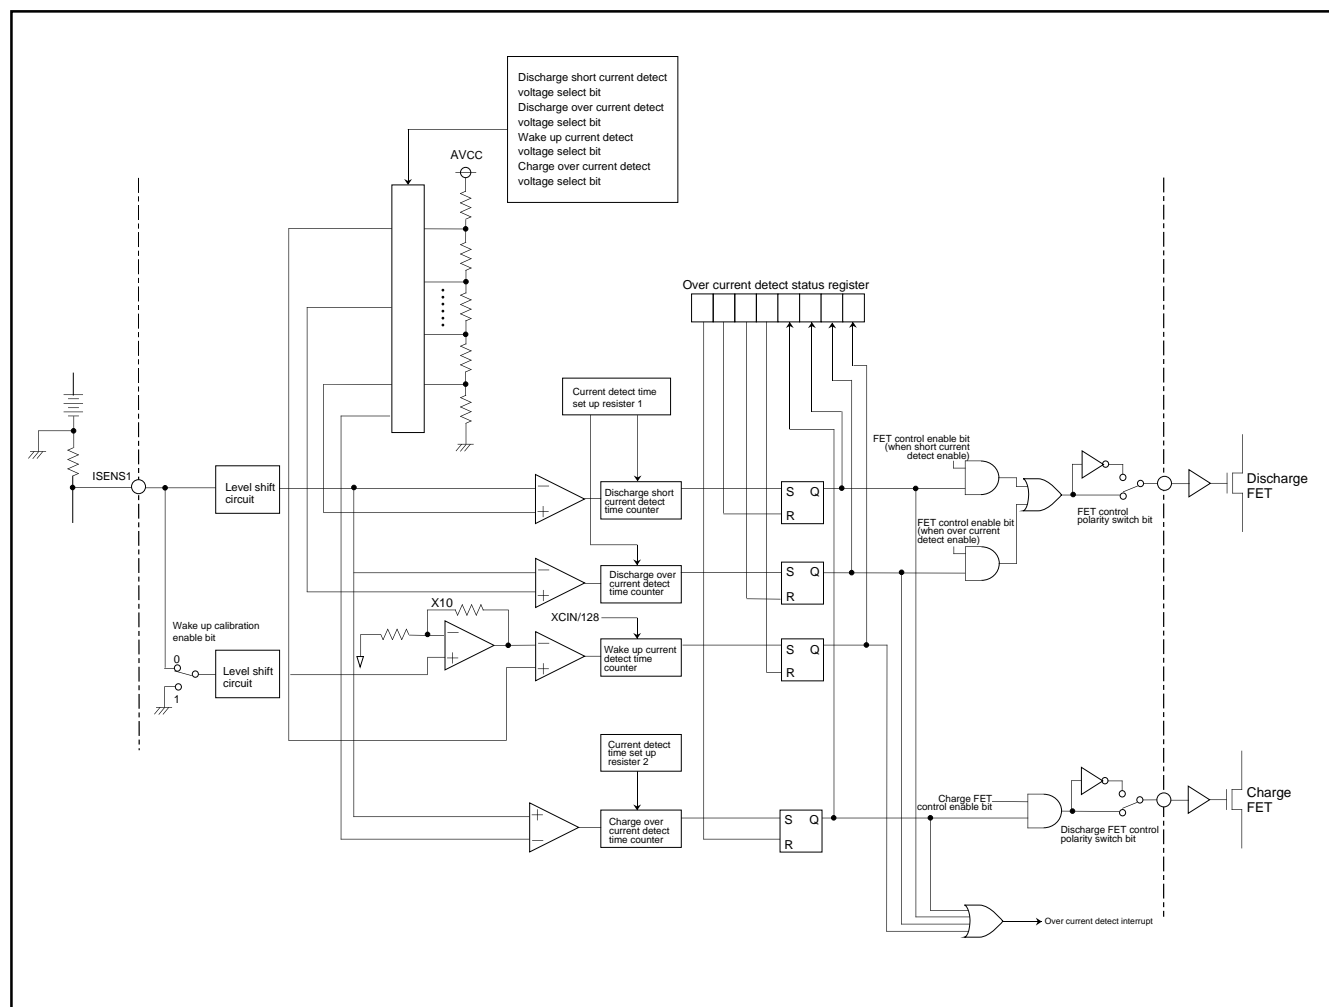 Discharge short current detect
voltage select bit
Discharge over current detect
voltage select bit
Wake up current detect
voltage select bit
Charge over current detect
voltage select bit
AVCC
Over current detect status register
Current detect time
set up resister 1
ISENS1
Level shift
circuit
Discharge short
current detect
time counter
S Q
R
FET control enable bit
(when short current
detect enable)
FET control
polarity switch bit
Discharge
FET
FET control enable bit
(when over current
detect enable)
Discharge over
current detect
time counter
S Q
R
X10
XCIN/128
Wake up calibration
enable bit
0
1
Level shift
circuit
Wake up current
detect time
counter
S Q
R
Current detect
time set up
resister 2
Charge over
current detect
time counter
S Q
R
Charge FET
control enable bit
Discharge FET control
polarity switch bit
Charge
FET
Over current detect interrupt